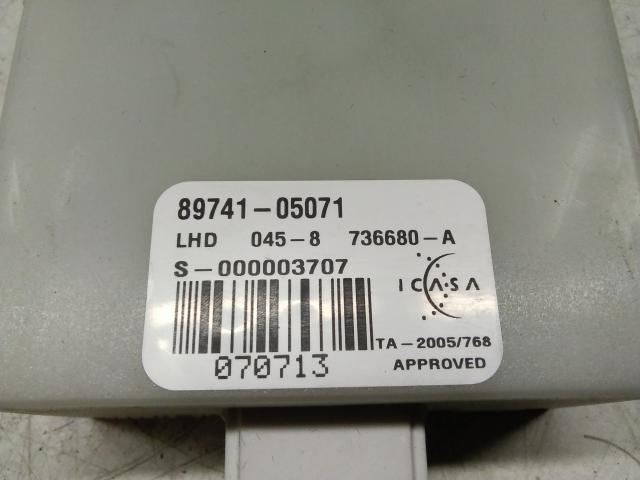 89741-05071
LHD 045-8 736680-A
S-000003707
ICASA
TA-2005/768
070713
APPROVED